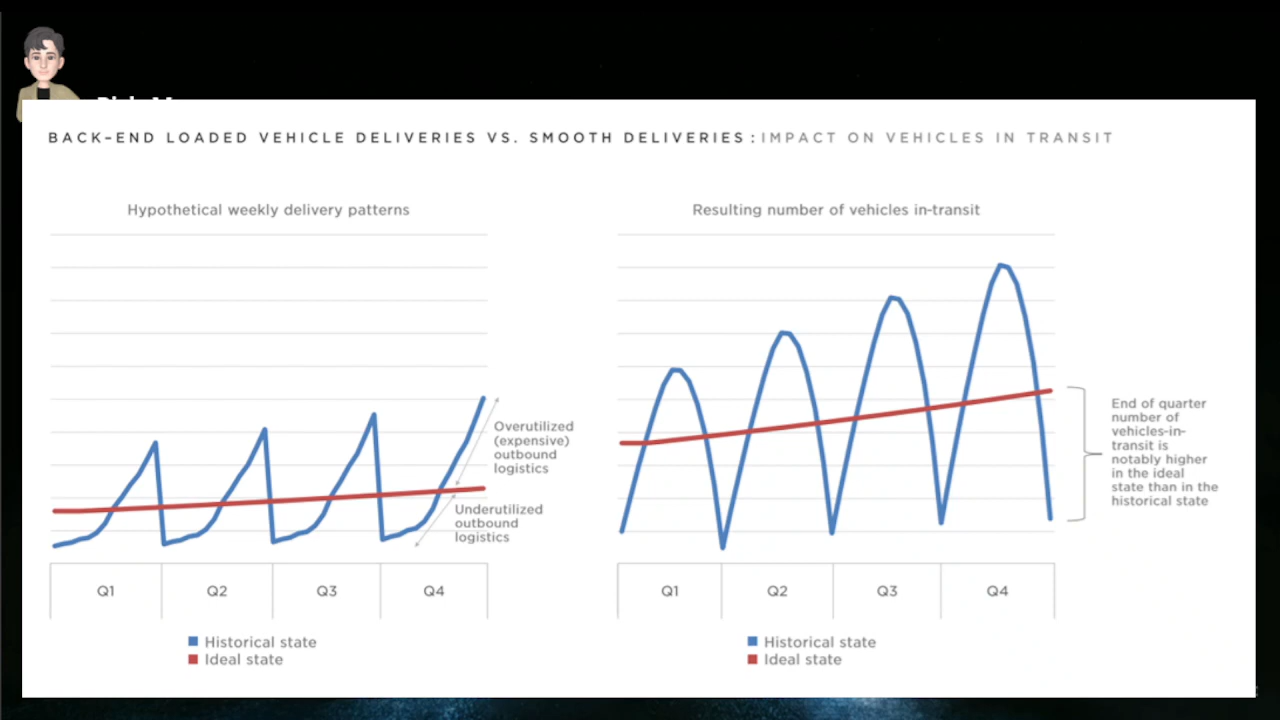 BACK-END LOADED VEHICLE DELIVERIES VS. SMOOTH DELIVERIES: IMPACT ON VEHICLES IN TRANSIT
Hypothetical weekly delivery patterns
Overutilized
(expensive)
outbound
logistics
Underutilized
outbound
logistics
Q1 Q2 Q3 Q4
Historical state
Ideal state
Resulting number of vehicles in-transit
End of quarter
number of
vehicles-in-
transit is
notably higher
in the ideal
state than in the
historical state
Q1 Q2 Q3 Q4
Historical state
Ideal state